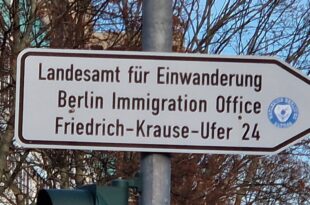 Landesamt für Einwanderung
Berlin Immigration Office
Friedrich-Krause-Ufer 24